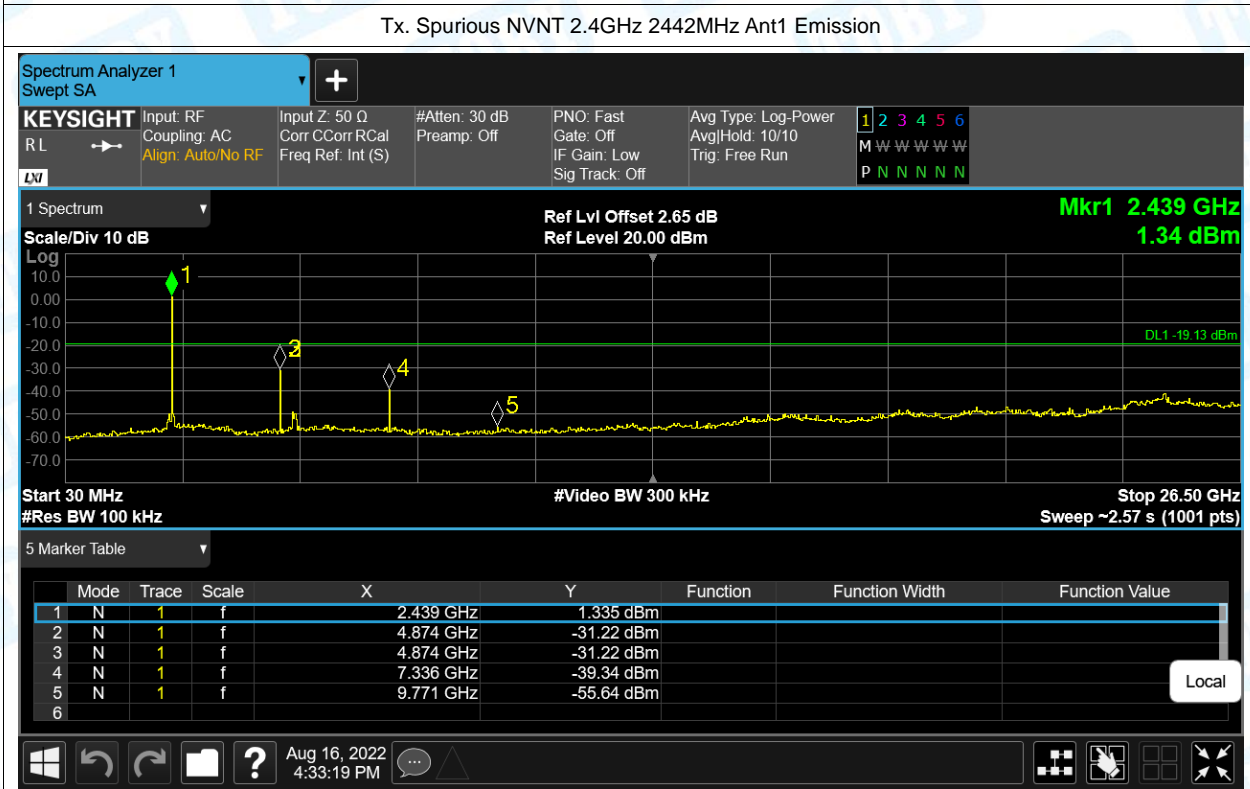 Tx. Spurious NVNT 2.4GHz 2442MHz Ant1 Emission
Spectrum Analyzer 1
Swept SA
KEYSIGHT
RL
LXI
Input: RF
Coupling: AC
Align: Auto/No RF
Input Z: 50 Ω
Corr CCorr RCal
Freq Ref: Int (S)
#Atten: 30 dB
Preamp: Off
PNO: Fast
Gate: Off
IF Gain: Low
Sig Track: Off
Avg Type: Log-Power
Avg|Hold: 10/10
Trig: Free Run
1 2 3 4 5 6
M W W W W W
P N N N N N
1 Spectrum
Scale/Div 10 dB
Ref Lvl Offset 2.65 dB
Ref Level 20.00 dBm
Mkr1 2.439 GHz
1.34 dBm
Log
10.0
0.00
-10.0
-20.0
-30.0
-40.0
-50.0
-60.0
-70.0
1
4
5
DL1 -19.13 dBm
Start 30 MHz
#Res BW 100 kHz
#Video BW 300 kHz
Stop 26.50 GHz
Sweep ~2.57 s (1001 pts)
5 Marker Table
Mode Trace Scale X Y Function Function Width Function Value
1 N 1 f 2.439 GHz 1.335 dBm
2 N 1 f 4.874 GHz -31.22 dBm
3 N 1 f 4.874 GHz -31.22 dBm
4 N 1 f 7.336 GHz -39.34 dBm
5 N 1 f 9.771 GHz -55.64 dBm
6
Local
?
Aug 16, 2022
4:33:19 PM